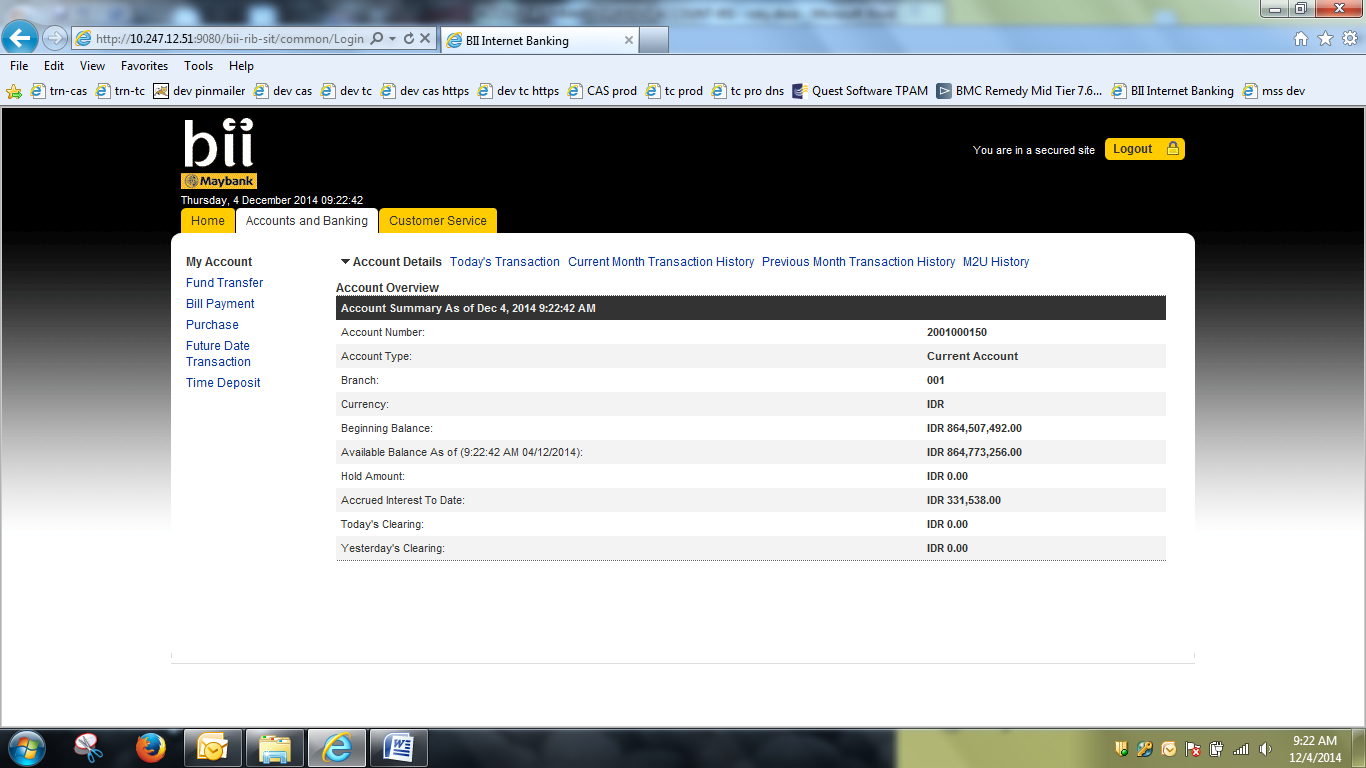 http://10.247.12.51:9080/bii-rib-sit/common/Login
BII Internet Banking
File Edit View Favorites Tools Help
trn-cas trn-tc dev pinmailer dev cas dev tc dev cas https dev tc https CAS prod tc prod tc pro dns Quest Software TPAM BMC Remedy Mid Tier 7.6... BII Internet Banking mss dev
bii
Maybank
You are in a secured site Logout
Thursday, 4 December 2014 09:22:42
Home Accounts and Banking Customer Service
My Account
Fund Transfer
Bill Payment
Purchase
Future Date
Transaction
Time Deposit
Account Details Today's Transaction Current Month Transaction History Previous Month Transaction History M2U History
Account Overview
Account Summary As of Dec 4, 2014 9:22:42 AM
Account Number: 2001000150
Account Type: Current Account
Branch: 001
Currency: IDR
Beginning Balance: IDR 864,507,492.00
Available Balance As of (9:22:42 AM 04/12/2014): IDR 864,773,256.00
Hold Amount: IDR 0.00
Accrued Interest To Date: IDR 331,538.00
Today's Clearing: IDR 0.00
Yesterday's Clearing: IDR 0.00
9:22 AM
12/4/2014